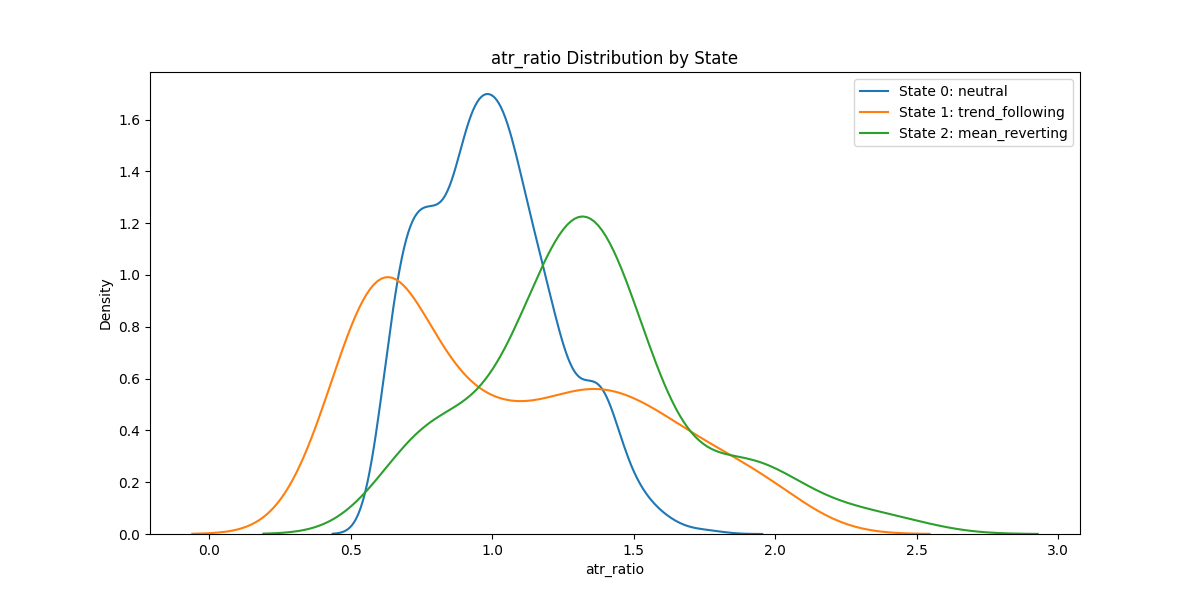 atr_ratio Distribution by State
State 0: neutral
State 1: trend_following
State 2: mean_reverting
Density
1.6
1.4
1.2
1.0
0.8
0.6
0.4
0.2
0.0
0.0 0.5 1.0 1.5 2.0 2.5 3.0
atr_ratio